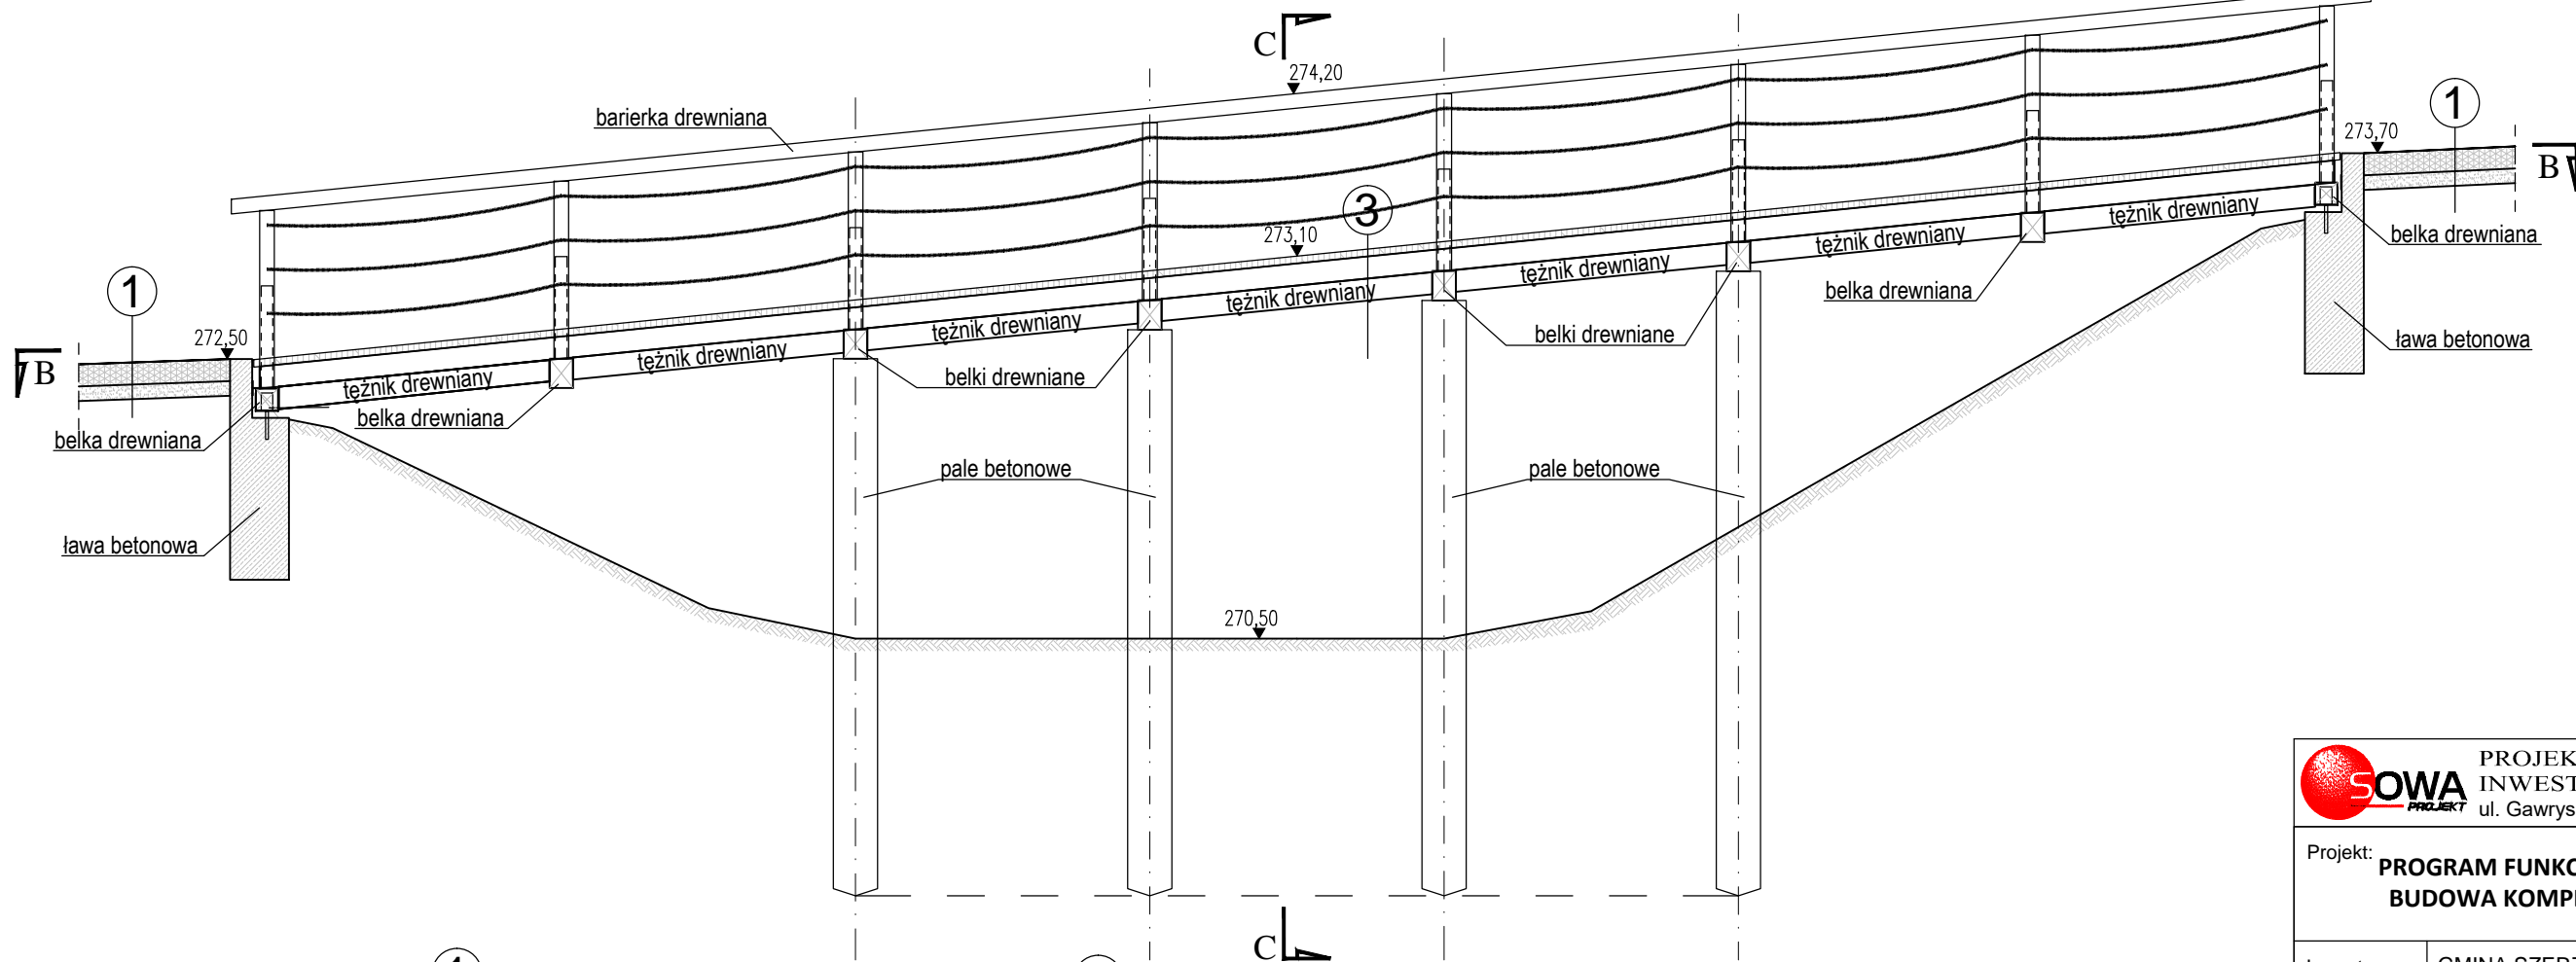 C
274,20
barierka drewniana
1
273,70
B
3
273,10
tężnik drewniany
tężnik drewniany
belka drewniana
1
tężnik drewniany
belka drewniana
tężnik drewniany
belki drewniane
ława betonowa
272,50
tężnik drewniany
B
tężnik drewniany
belki drewniane
tężnik drewniany
belka drewniana
belka drewniana
pale betonowe
pale betonowe
ława betonowa
270,50
SOWA
PROJEKT
PROJEK
INWEST
ul. Gawrys
Projekt:
PROGRAM FUNKC
BUDOWA KOMP
C